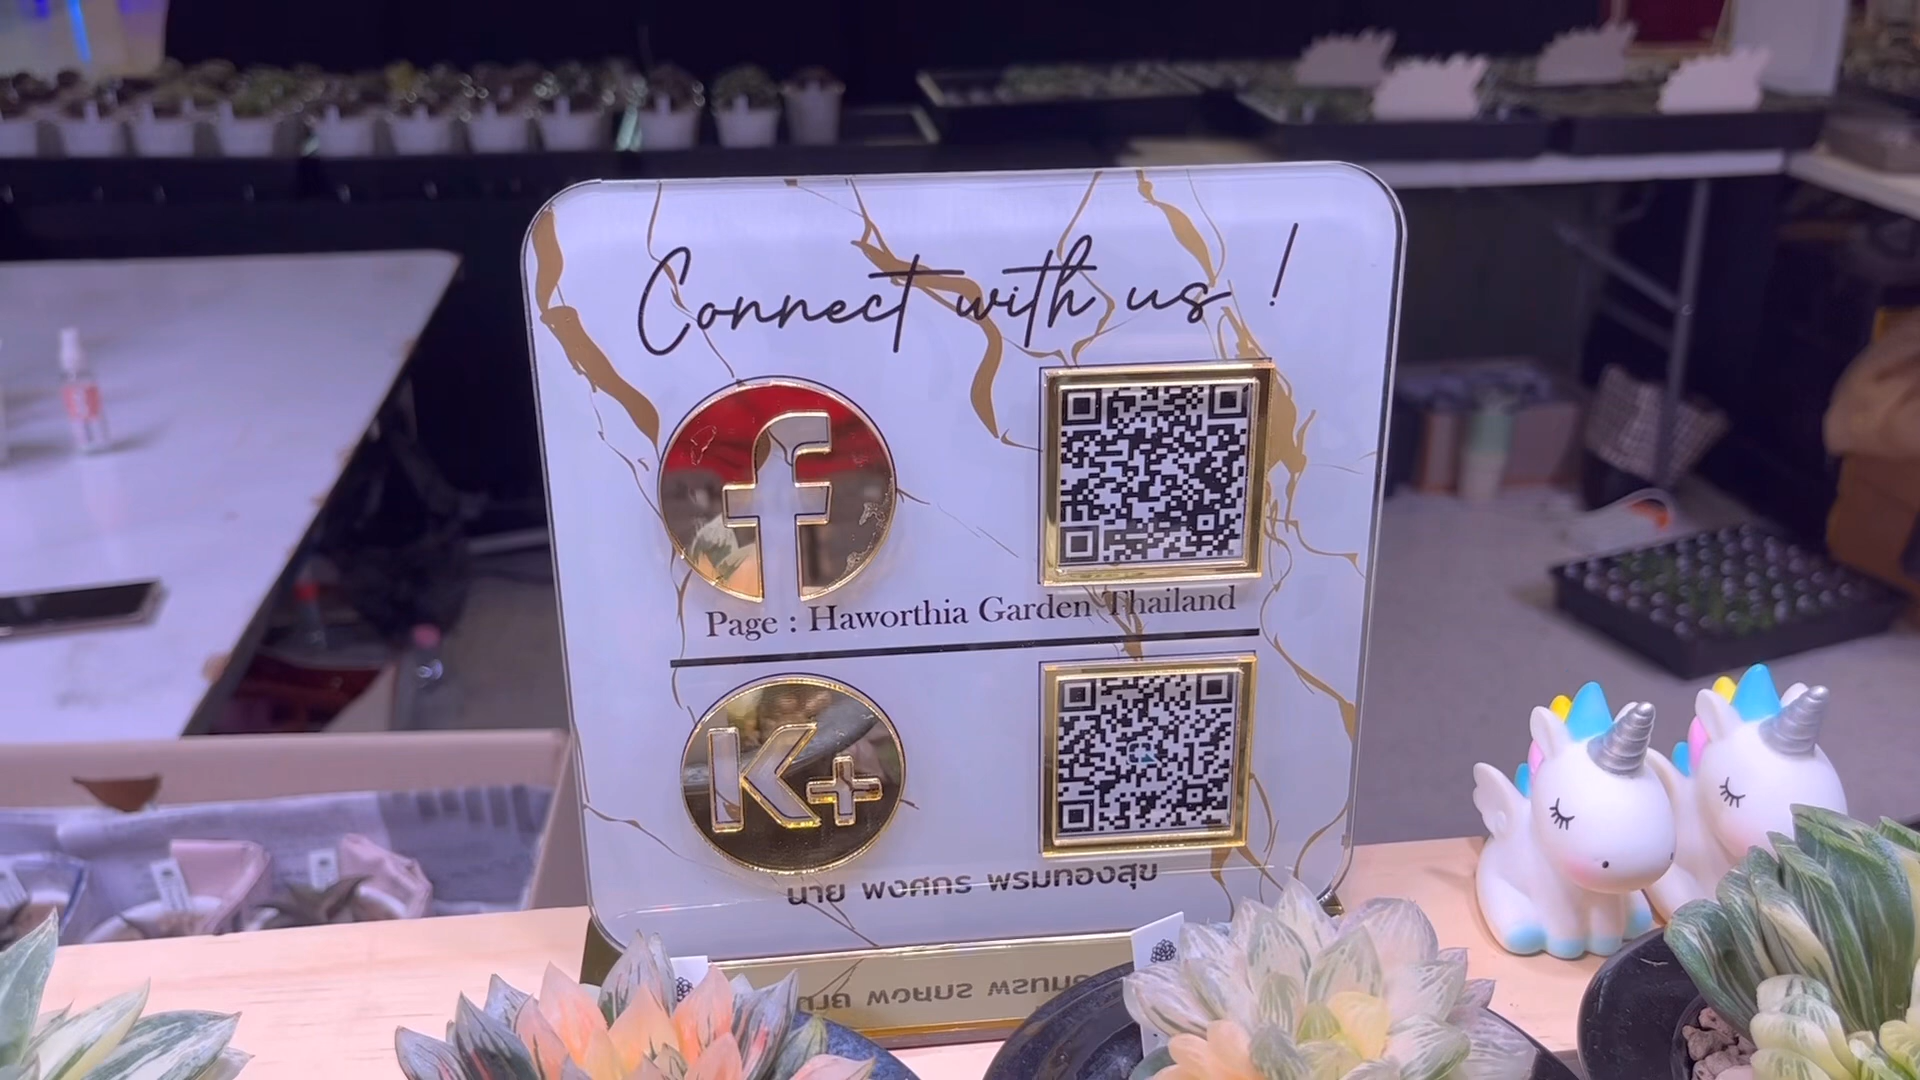 Connect with us !
f
Page : Haworthia Garden Thailand
K+
นาย พงศกร พรมทองสุข